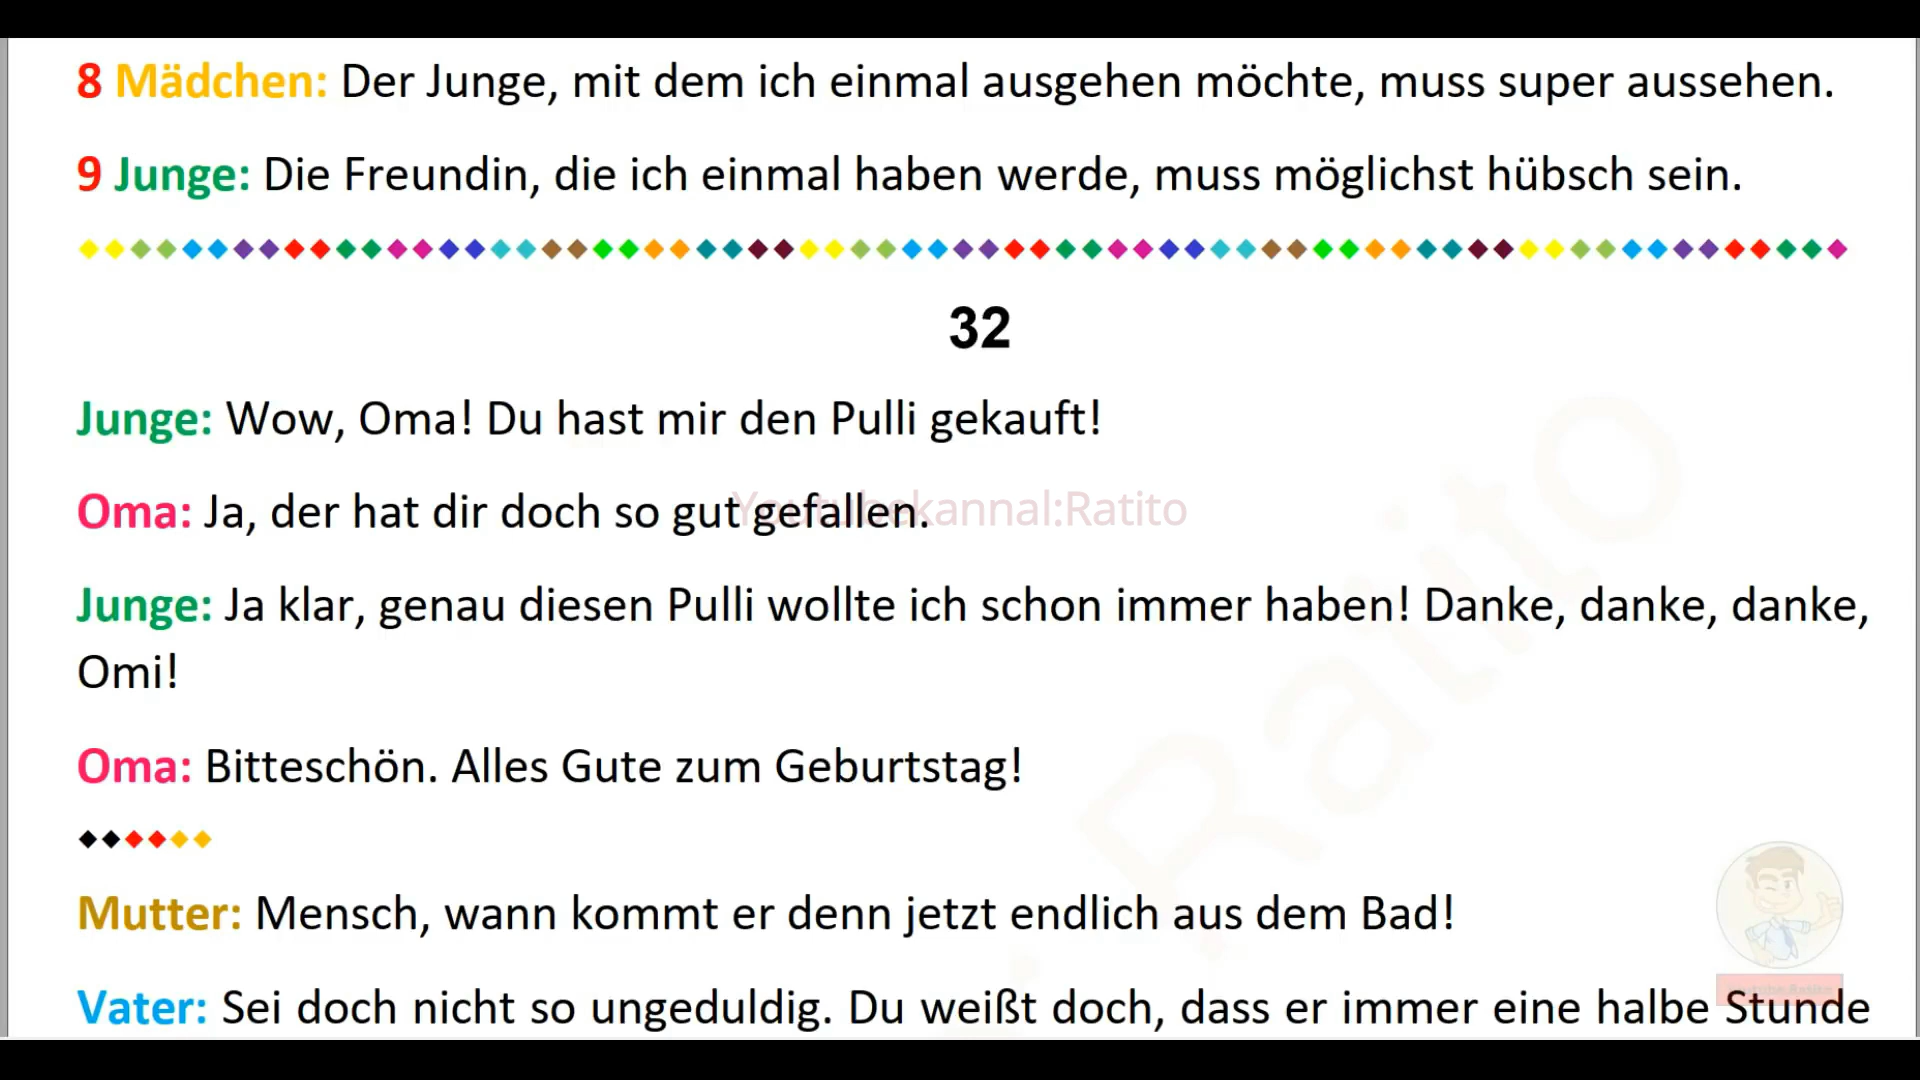 8 Mädchen: Der Junge, mit dem ich einmal ausgehen möchte, muss super aussehen.
9 Junge: Die Freundin, die ich einmal haben werde, muss möglichst hübsch sein.
32
Junge: Wow, Oma! Du hast mir den Pulli gekauft!
Oma: Ja, der hat dir doch so gut gefallen.
Youtubekannal:Ratito
Junge: Ja klar, genau diesen Pulli wollte ich schon immer haben! Danke, danke, danke,
Omi!
Oma: Bitteschön. Alles Gute zum Geburtstag!
Ratito
Mutter: Mensch, wann kommt er denn jetzt endlich aus dem Bad!
Vater: Sei doch nicht so ungeduldig. Du weißt doch, dass er immer eine halbe Stunde